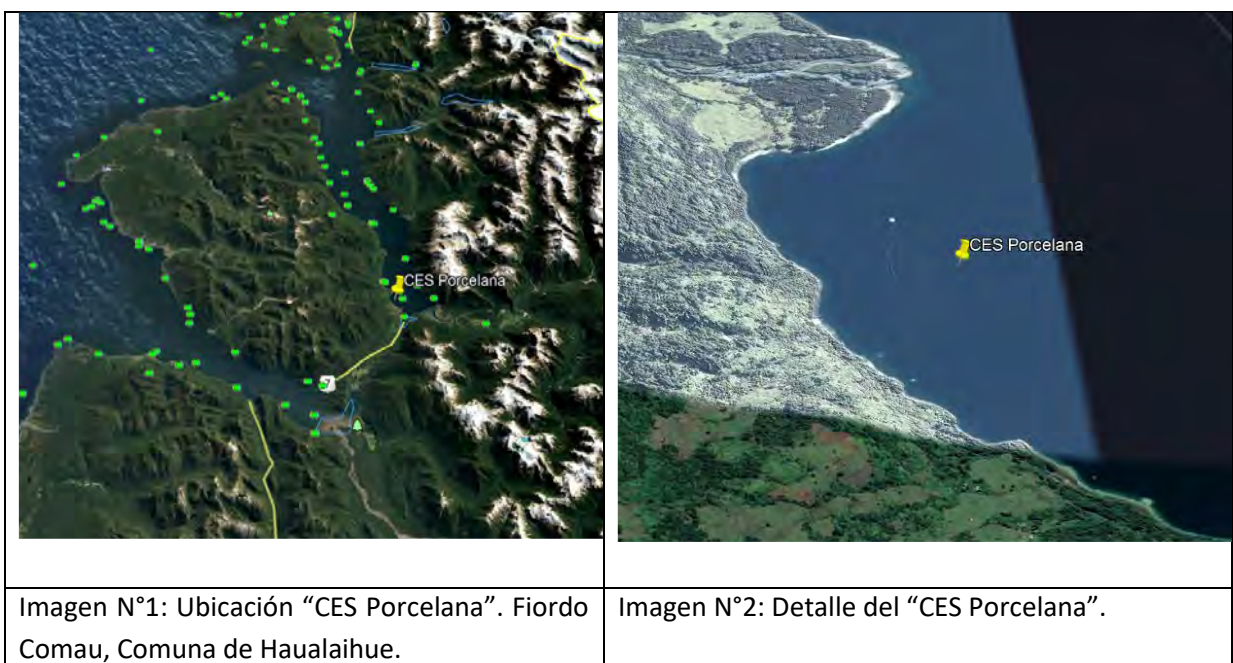 CES Porcelana
7
CES Porcelana
Imagen N°1: Ubicación “CES Porcelana”. Fiordo
Comau, Comuna de Haualaihue.
Imagen N°2: Detalle del “CES Porcelana”.